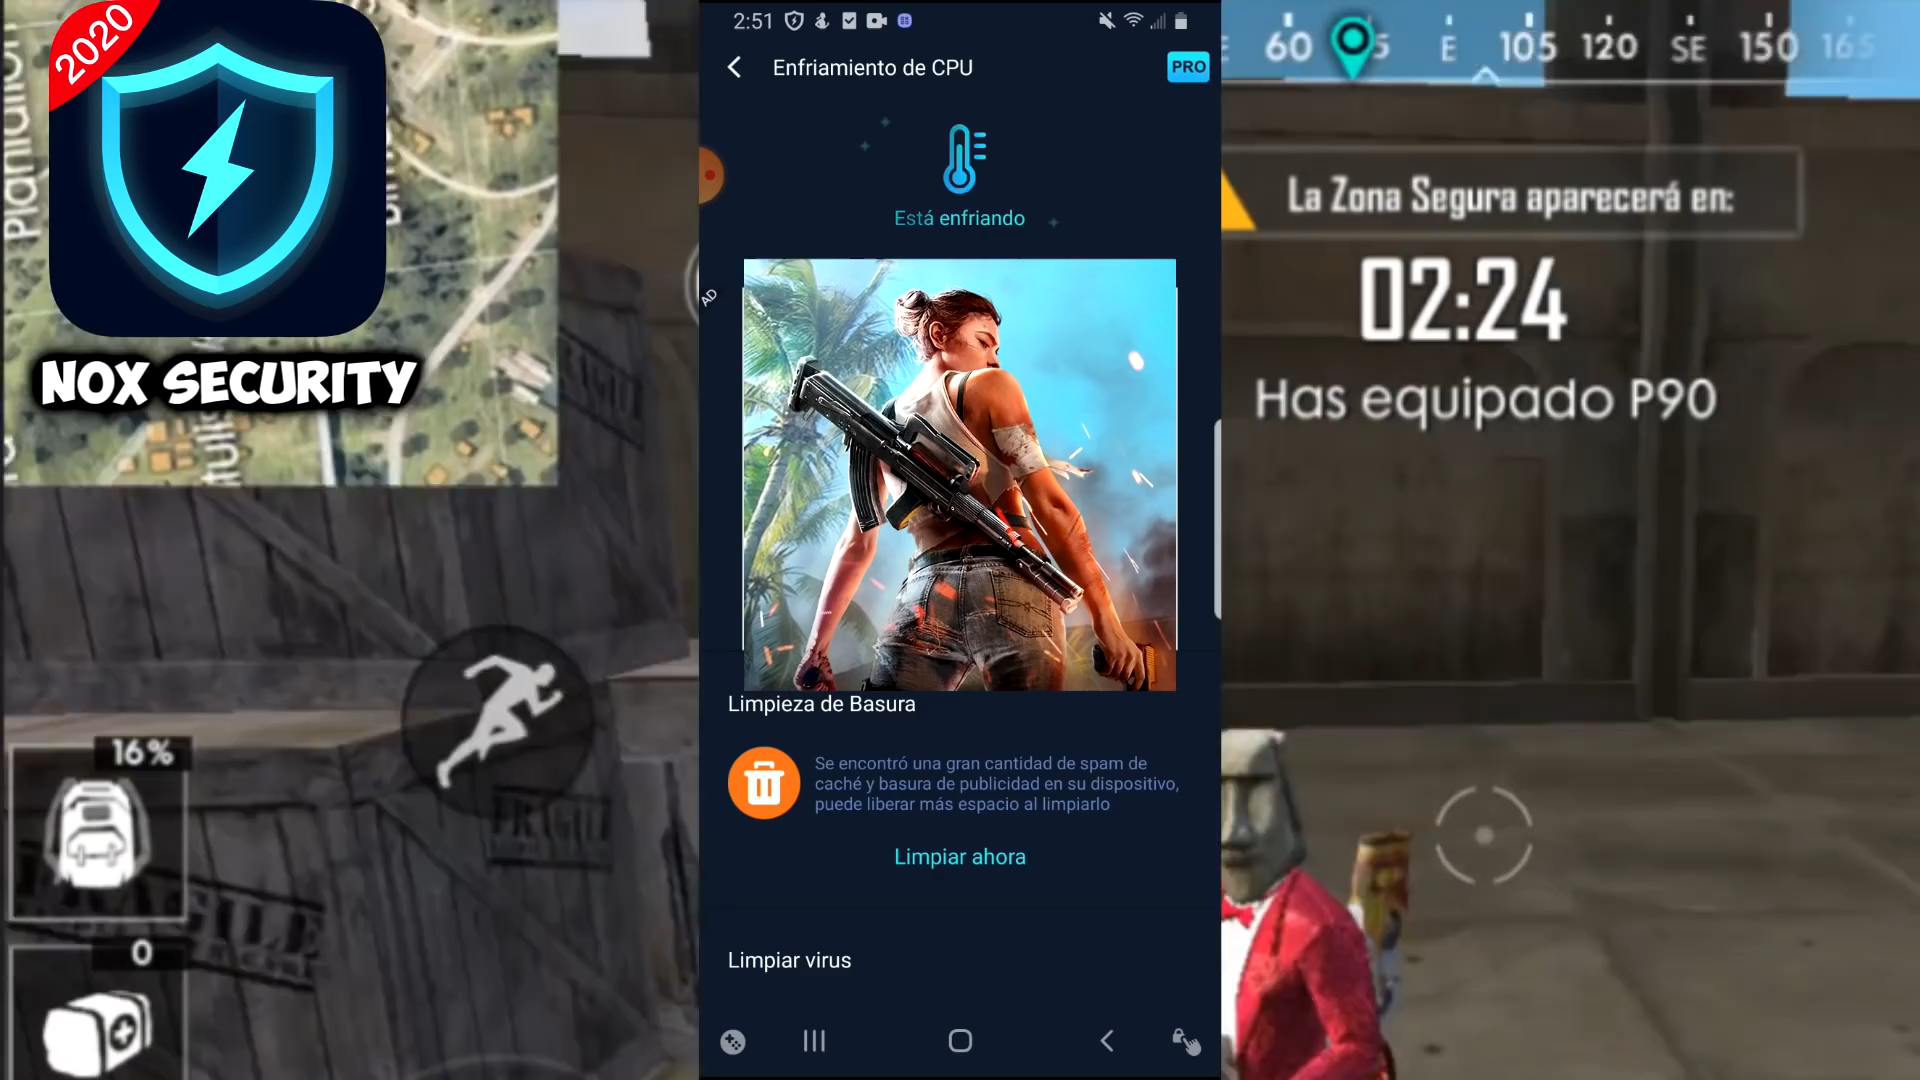 2020
NOX SECURITY
2:51
Enfriamiento de CPU
PRO
Está enfriando
AD
Limpieza de Basura
Se encontró una gran cantidad de spam de
caché y basura de publicidad en su dispositivo,
puede liberar más espacio al limpiarlo
Limpiar ahora
Limpiar virus
60
E
105
120
SE
150
165
La Zona Segura aparecerá en:
02:24
Has equipado P90
16%
0
FRAGILE